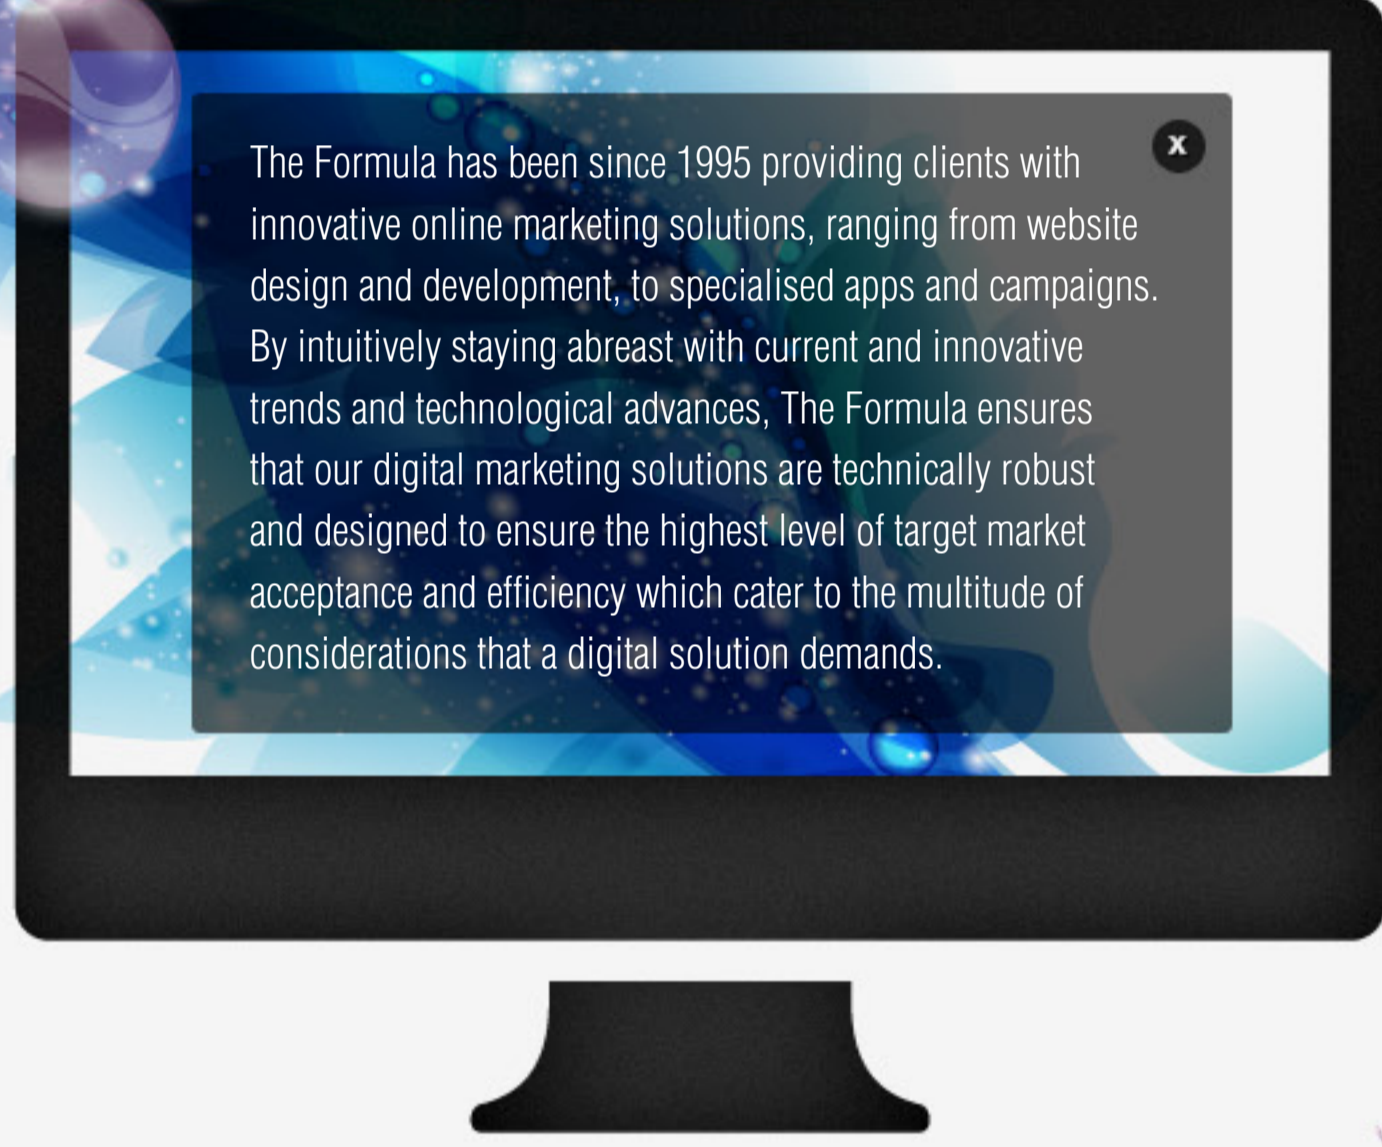 The Formula has been since 1995 providing clients with
innovative online marketing solutions, ranging from website
design and development, to specialised apps and campaigns.
By intuitively staying abreast with current and innovative
trends and technological advances, The Formula ensures
that our digital marketing solutions are technically robust
and designed to ensure the highest level of target market
acceptance and efficiency which cater to the multitude of
considerations that a digital solution demands.
x